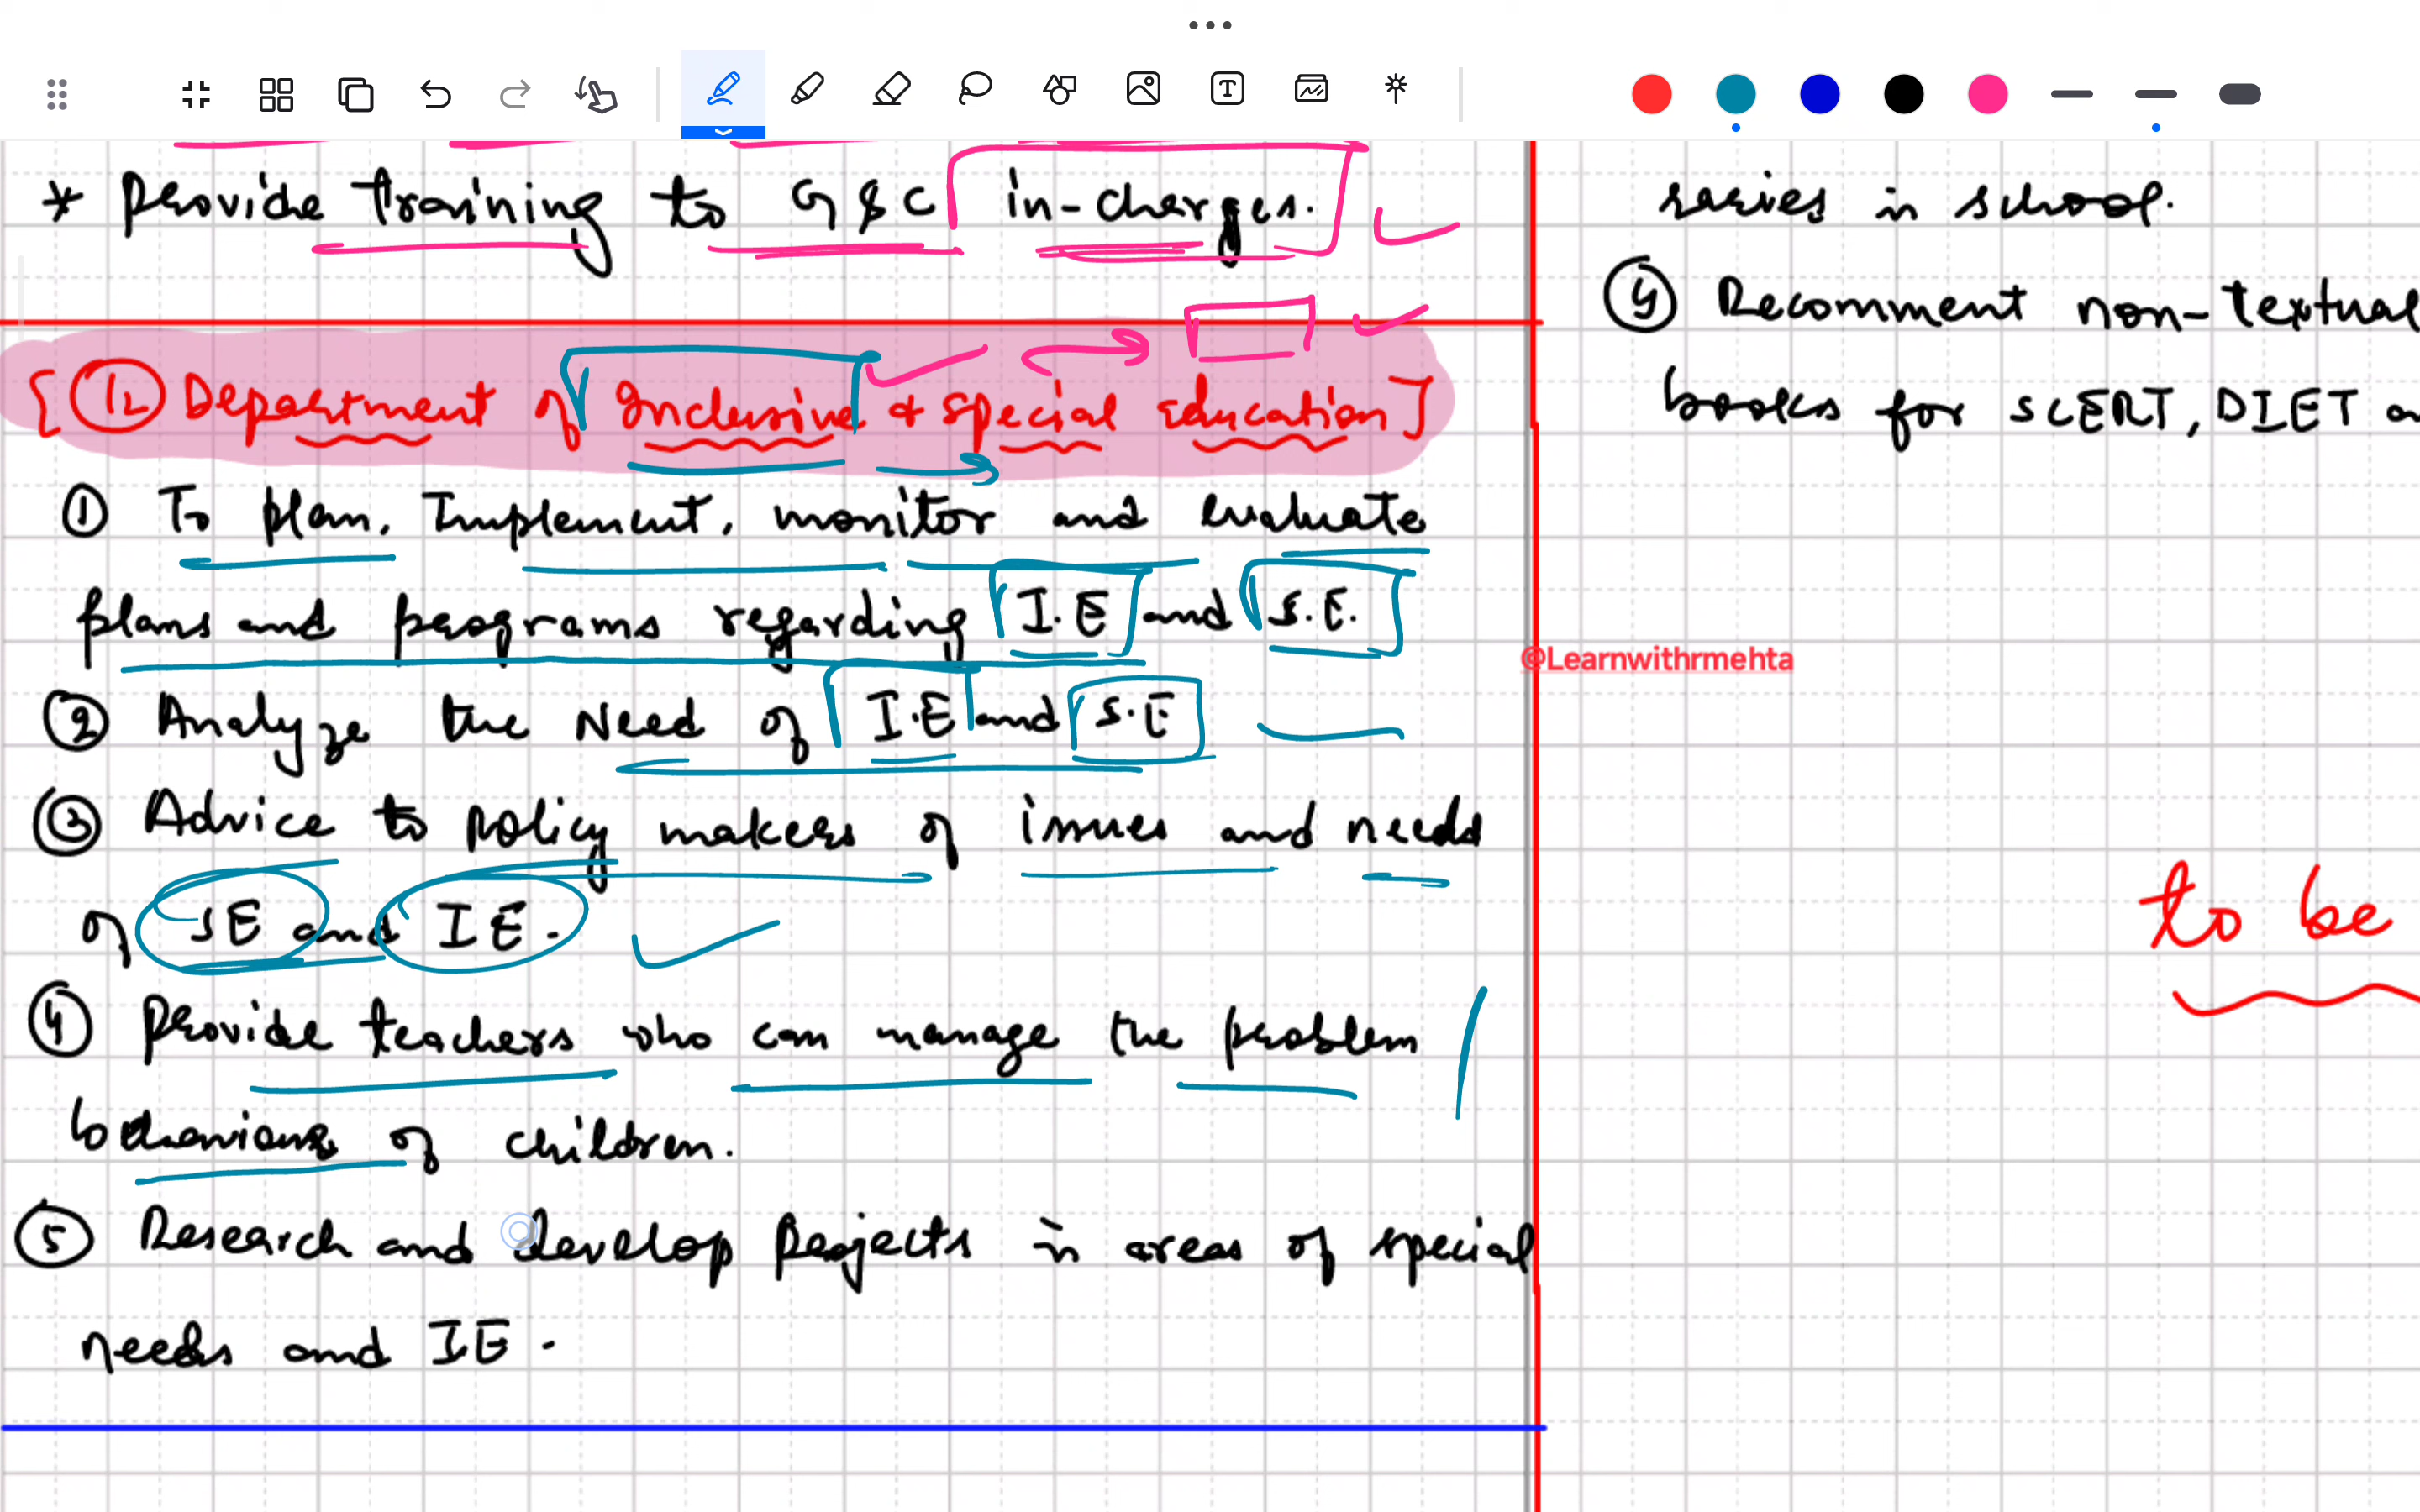 * Provide training to G&C in-charges.
[12 Department of Inclusive & special education]
① To plan, Implement, monitor and evaluate
plans and programs regarding I.E and S.E.
② Analyze the Need of I.E and S.E
③ Advice to policy makers of issues and needs
of SE and IE.
④ Provide teachers who can manage the problem
behaviours of children.
⑤ Research and develop Projects in areas of special
needs and IE.
in school.
④ Recomment non-textual
books for SCERT, DIET
@Learnwithrmehta
to be